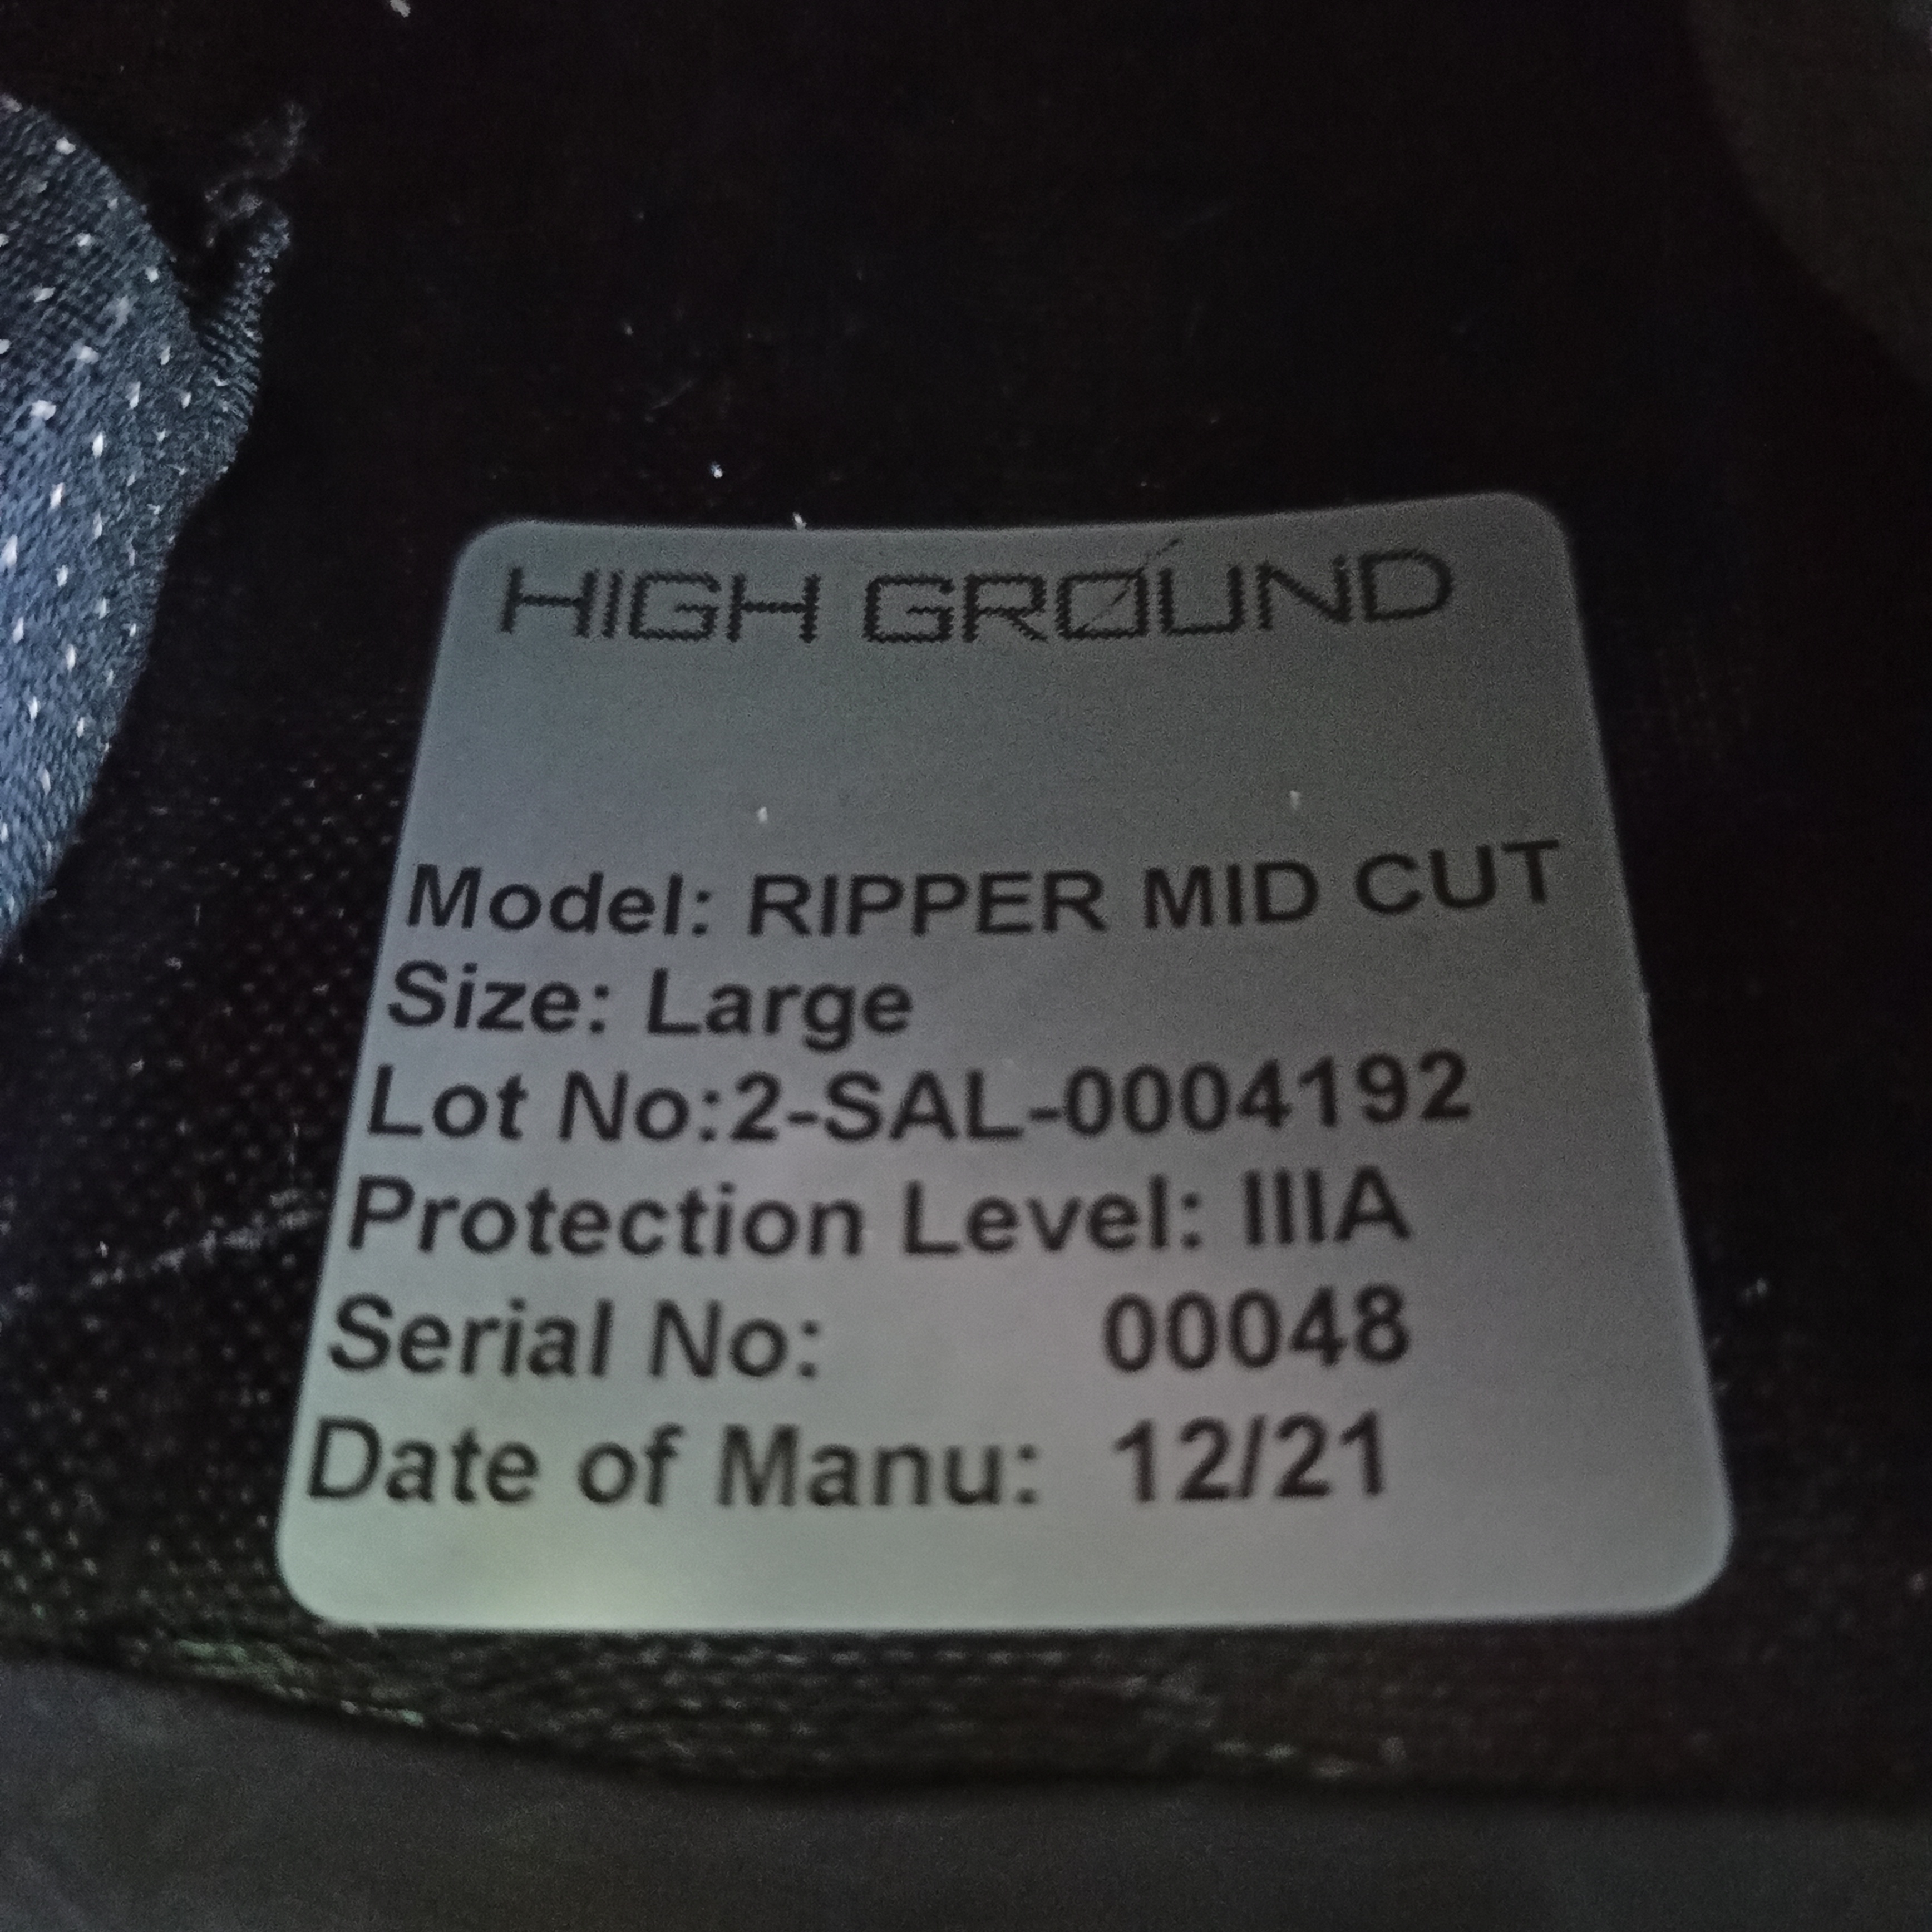 HIGH GRØUND
Model: RIPPER MID CUT
Size: Large
Lot No:2-SAL-0004192
Protection Level: IIIA
Serial No: 00048
Date of Manu: 12/21